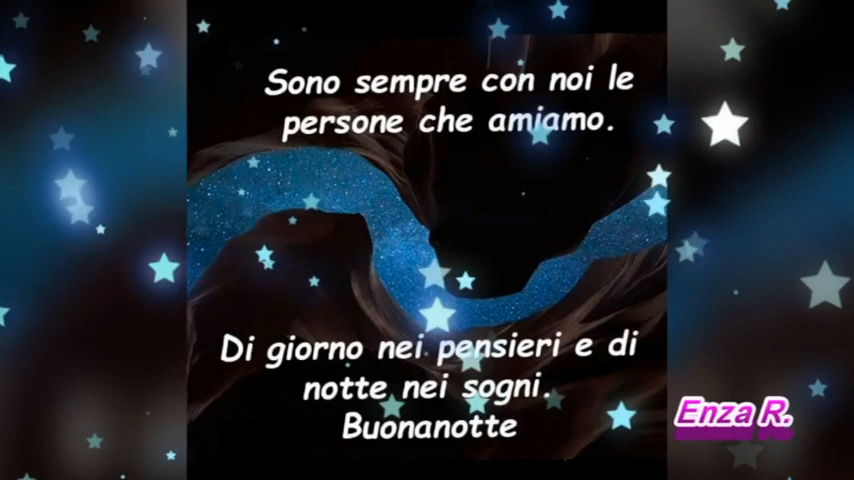 Sono sempre con noi le
persone che amiamo.
Di giorno nei pensieri e di
notte nei sogni.
Buonanotte
Enza R.